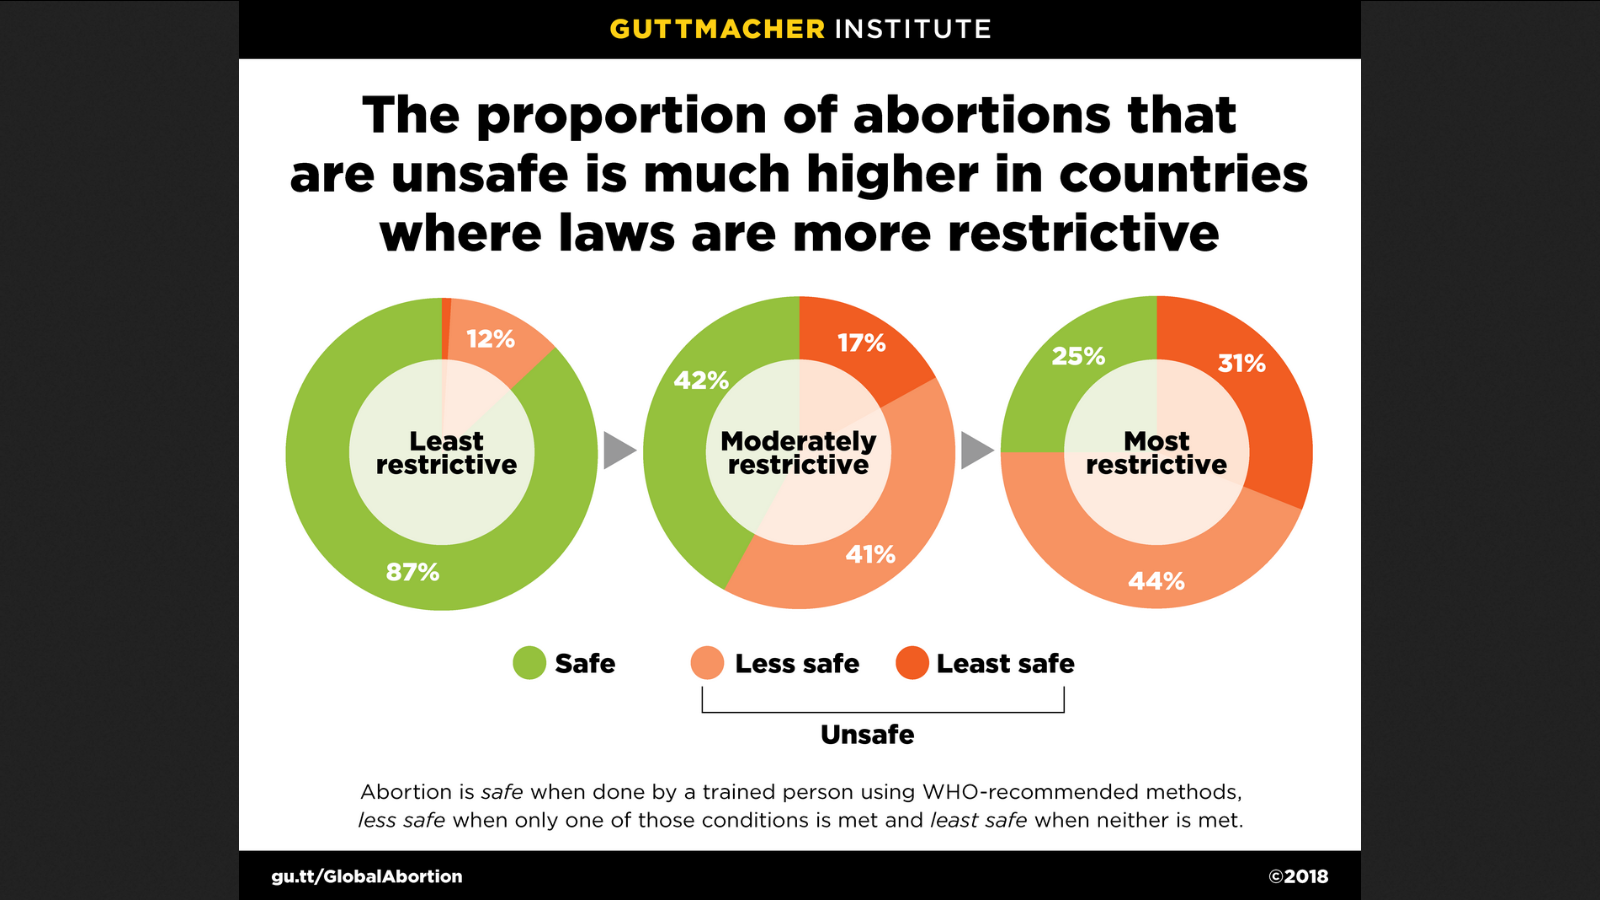 GUTTMACHER INSTITUTE
The proportion of abortions that
are unsafe is much higher in countries
where laws are more restrictive
12%
87%
Least
restrictive
17%
42%
41%
Moderately
restrictive
25%
31%
44%
Most
restrictive
Safe
Less safe
Least safe
Unsafe
Abortion is safe when done by a trained person using WHO-recommended methods,
less safe when only one of those conditions is met and least safe when neither is met.
gu.tt/GlobalAbortion
©2018